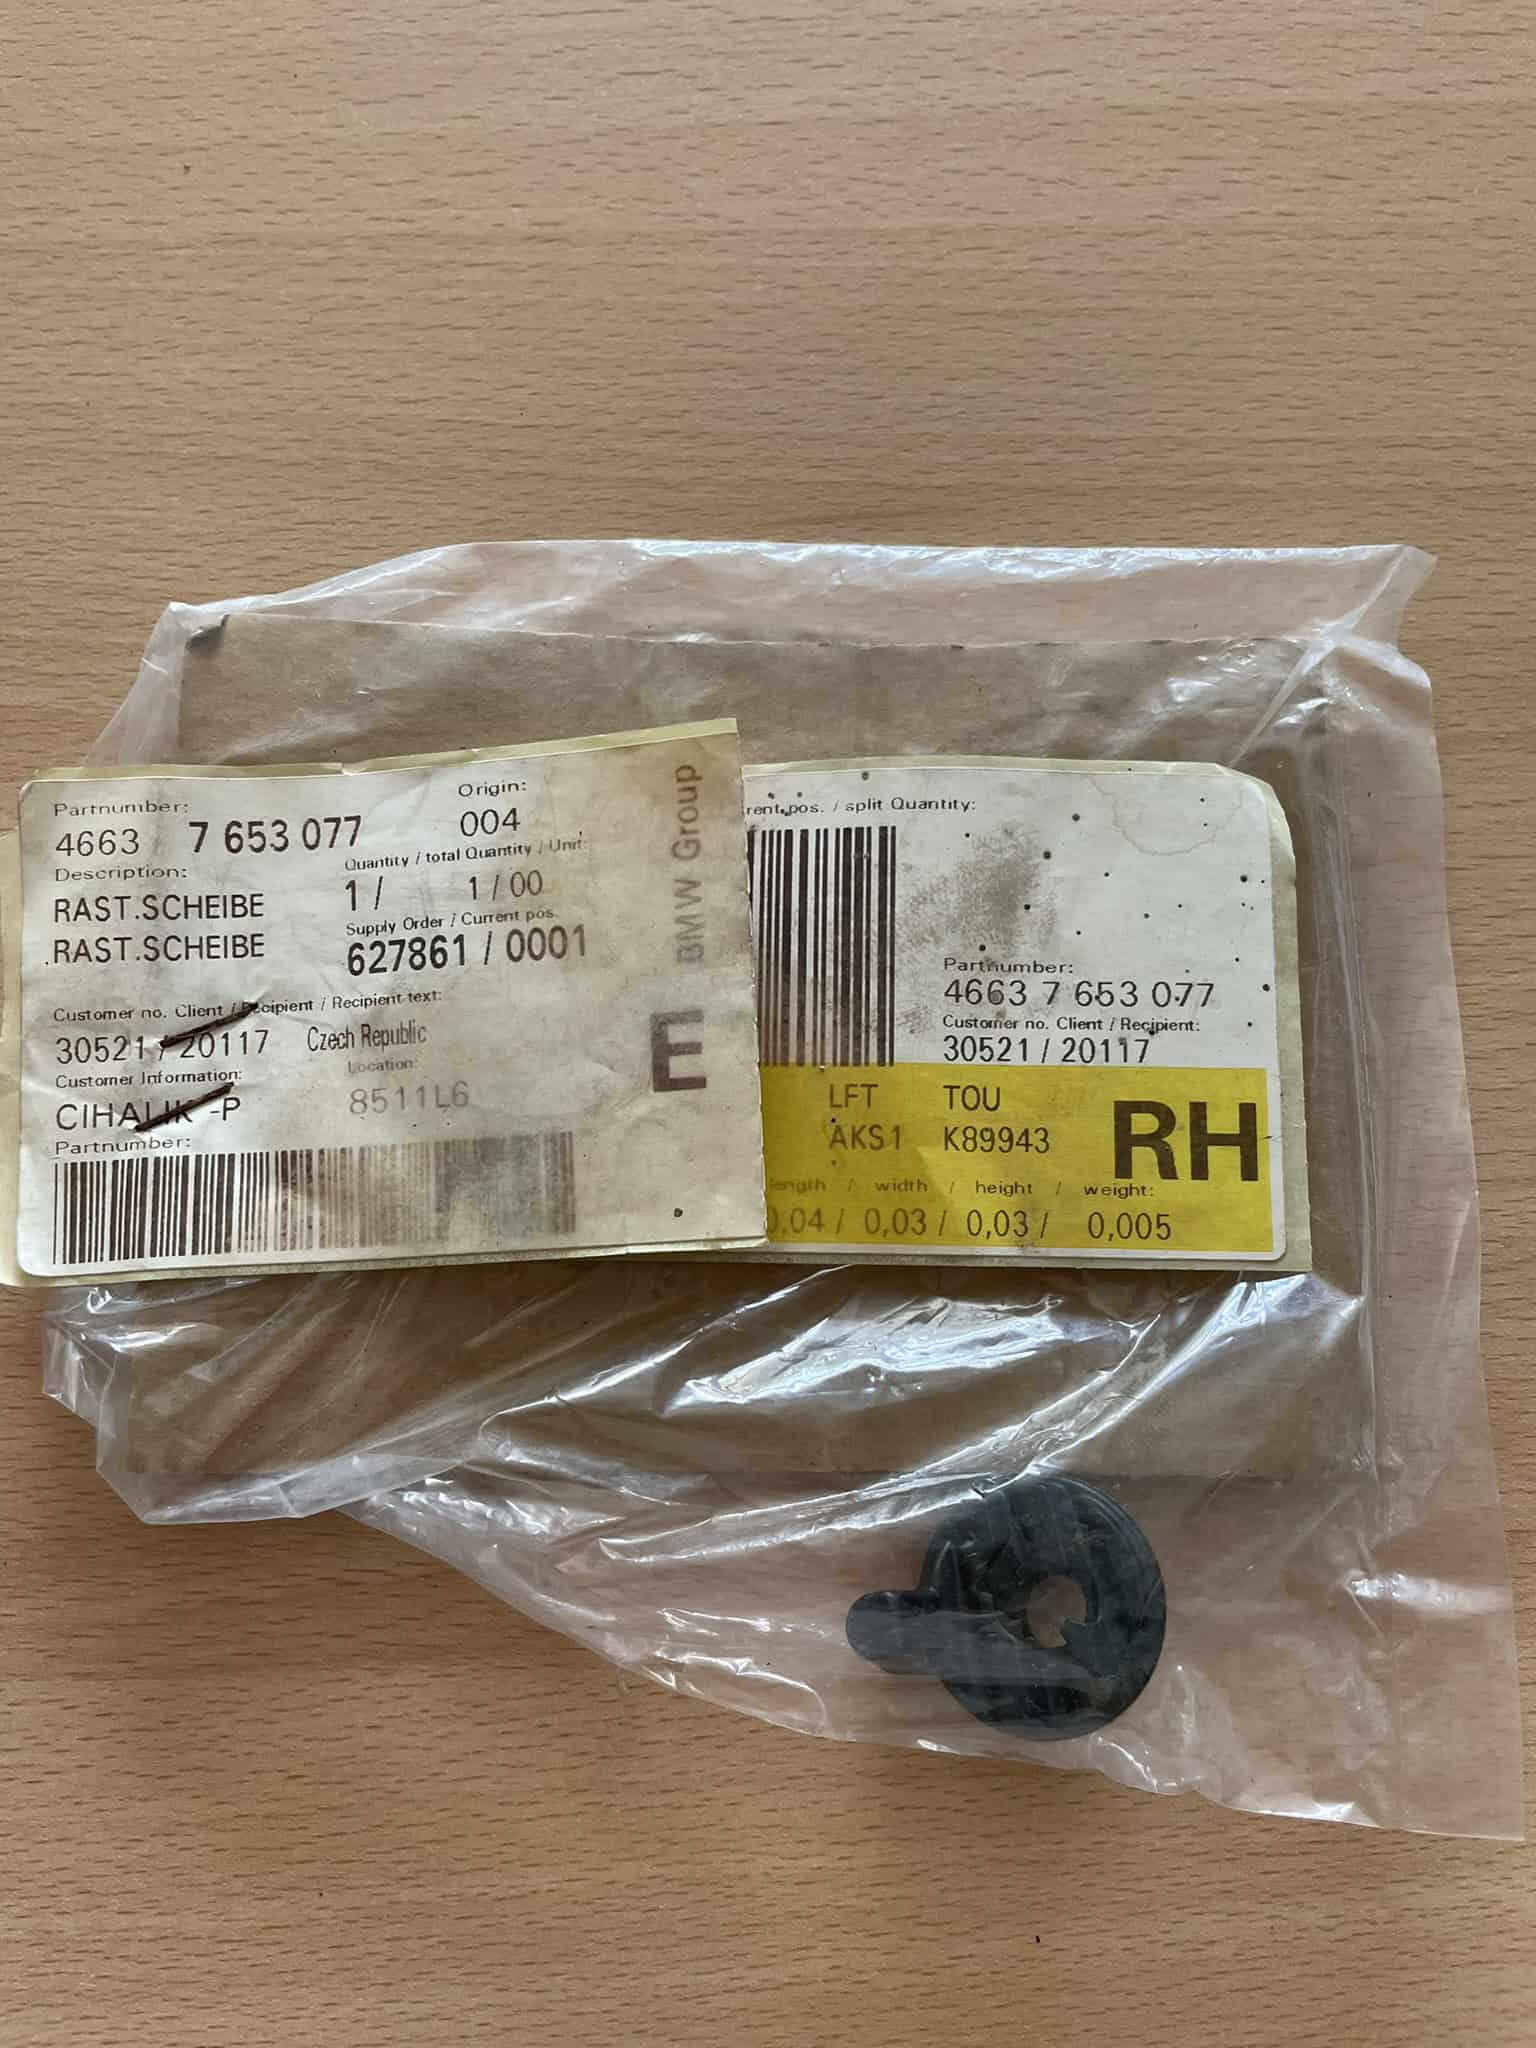 Partnumber:
4663 7 653 077
Origin:
004
Description:
RAST.SCHEIBE
RAST.SCHEIBE
Quantity / total Quantity / Unit:
1 / 1 / 00
Supply Order / Current pos.
627861 / 0001
Customer no. Client / Recipient / Recipient text:
30521 / 20117 Czech Republic
Customer Information:
CIHALIK -P
Location:
8511L6
Partnumber:
BMW Group
E
pos. / split Quantity:
Partnumber:
4663 7 653 077
Customer no. Client / Recipient:
30521 / 20117
LFT TOU
AKS1 K89943
RH
length / width / height / weight:
0,04 / 0,03 / 0,03 / 0,005